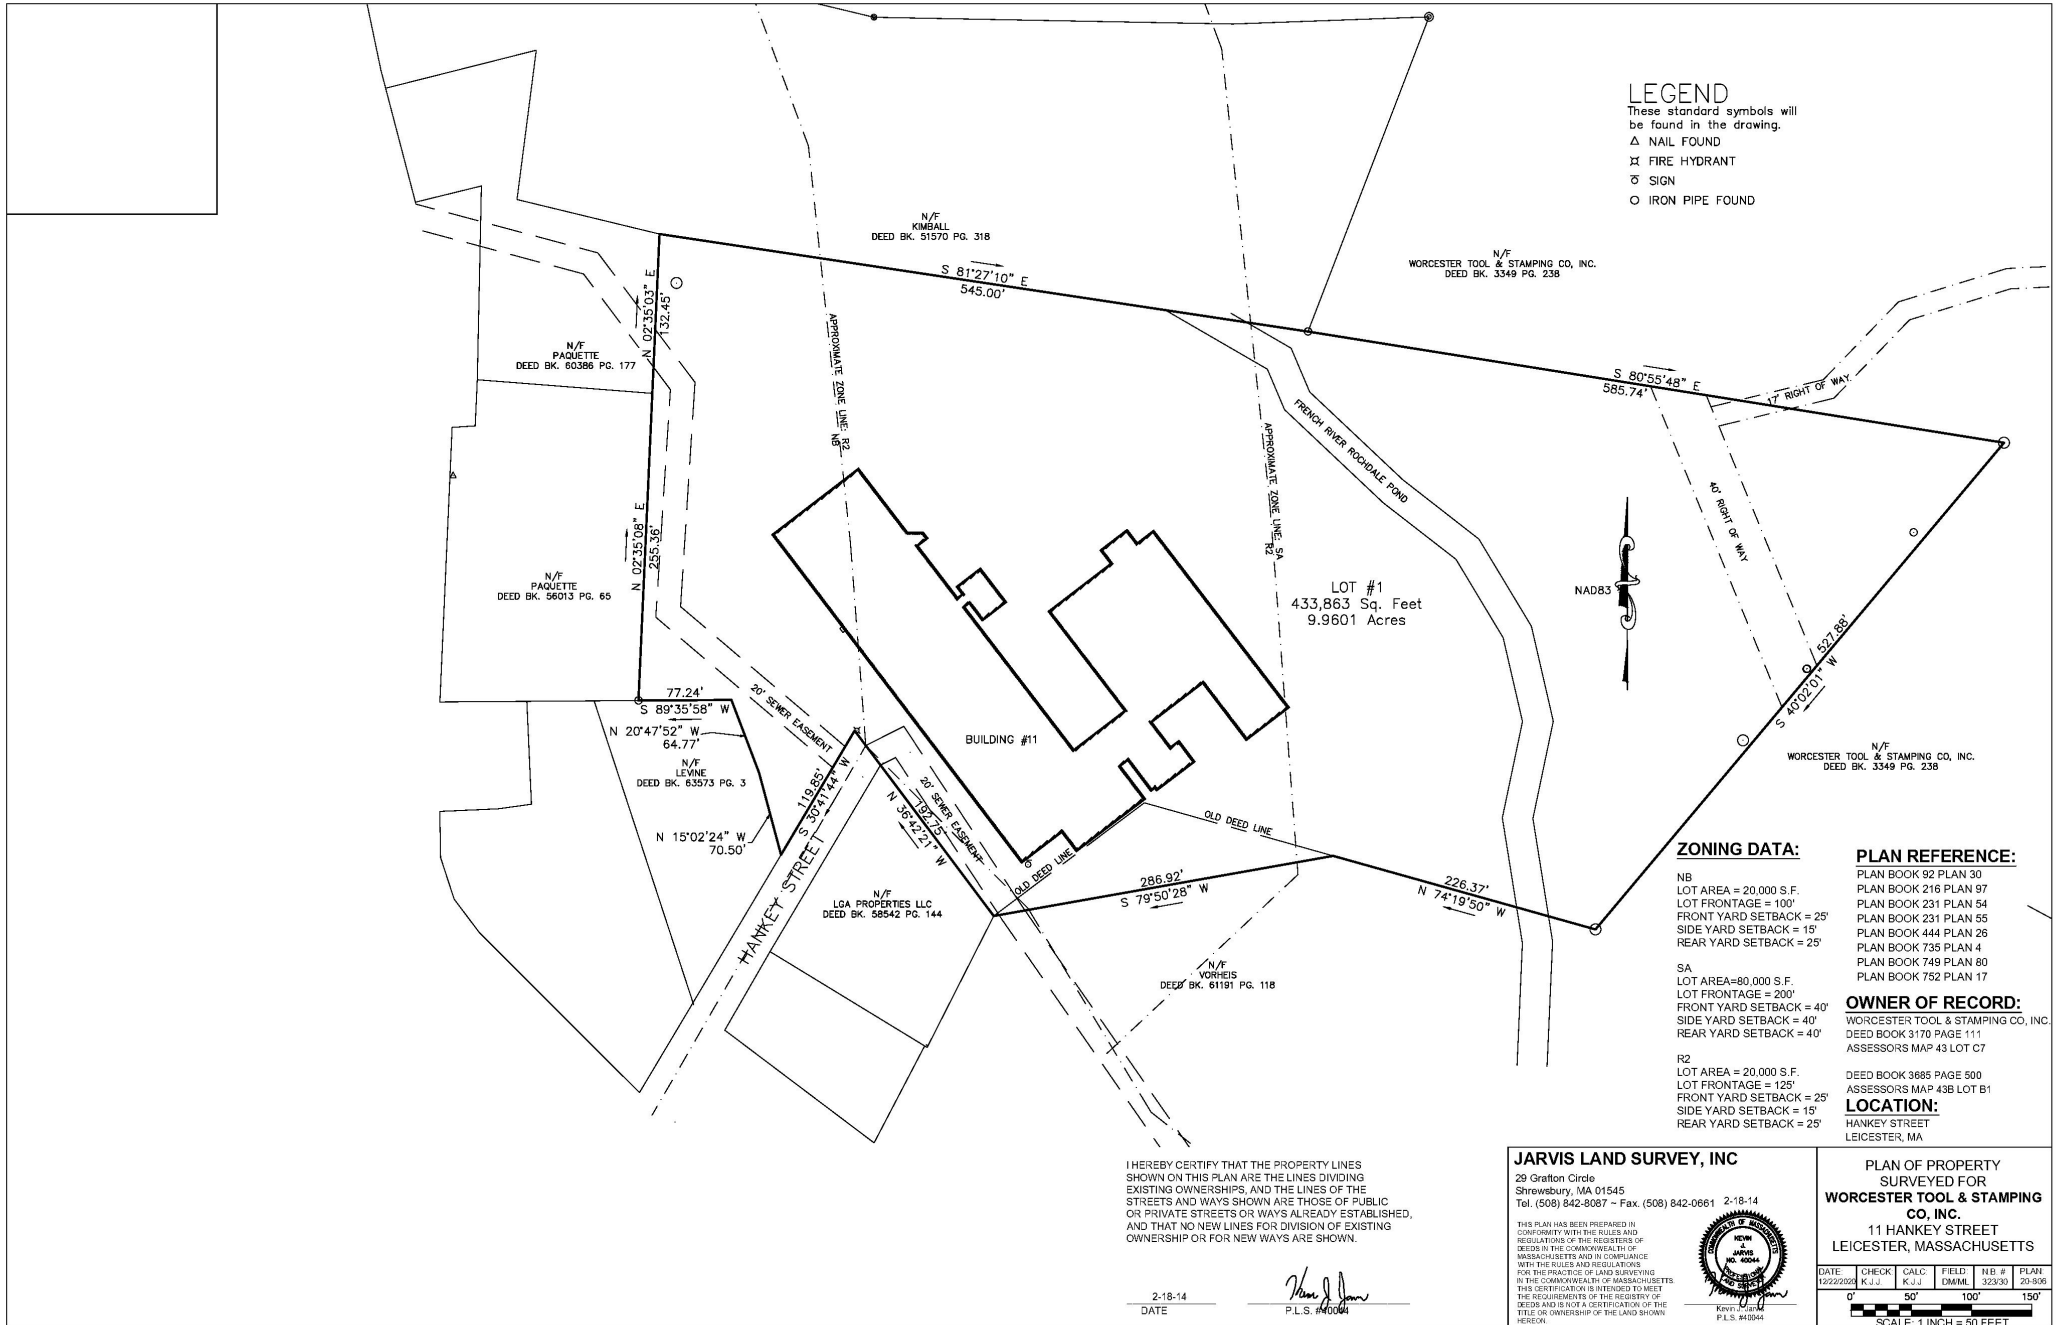 LEGEND
These standard symbols will
be found in the drawing.
NAIL FOUND
FIRE HYDRANT
SIGN
IRON PIPE FOUND
N/F
KIMBALL
DEED BK. 51570 PG. 318
N/F
WORCESTER TOOL & STAMPING CO, INC.
DEED BK. 3349 PG. 238
S 81°27'10" E
545.00'
N 02°35'03" E
132.45'
N/F
PAQUETTE
DEED BK. 60386 PG. 177
APPROXIMATE ZONE LINE: R2
NB
S 80°55'48" E
585.74'
17' RIGHT OF WAY
FRENCH RIVER ROCHDALE POND
APPROXIMATE ZONE LINE: SA
R2
40' RIGHT OF WAY
N 02°35'08" E
255.36'
N/F
PAQUETTE
DEED BK. 56013 PG. 65
LOT #1
433,863 Sq. Feet
9.9601 Acres
NAD83
527.88'
S 40°02'01" W
77.24'
S 89°35'58" W
20' SEWER EASEMENT
N 20°47'52" W
64.77'
N/F
LEVINE
DEED BK. 63573 PG. 3
BUILDING #11
119.85'
S 30°41'44" W
20' SEWER EASEMENT
192.75'
N 36°42'21" W
N/F
WORCESTER TOOL & STAMPING CO, INC.
DEED BK. 3349 PG. 238
N 15°02'24" W
70.50'
OLD DEED LINE
OLD DEED LINE
HANKEY STREET
N/F
LGA PROPERTIES LLC
DEED BK. 58542 PG. 144
286.92'
S 79°50'28" W
226.37'
N 74°19'50" W
N/F
VORHEIS
DEED BK. 61191 PG. 118
ZONING DATA:
NB
LOT AREA = 20,000 S.F.
LOT FRONTAGE = 100'
FRONT YARD SETBACK = 25'
SIDE YARD SETBACK = 15'
REAR YARD SETBACK = 25'
SA
LOT AREA=80,000 S.F.
LOT FRONTAGE = 200'
FRONT YARD SETBACK = 40'
SIDE YARD SETBACK = 40'
REAR YARD SETBACK = 40'
R2
LOT AREA = 20,000 S.F.
LOT FRONTAGE = 125'
FRONT YARD SETBACK = 25'
SIDE YARD SETBACK = 15'
REAR YARD SETBACK = 25'
PLAN REFERENCE:
PLAN BOOK 92 PLAN 30
PLAN BOOK 216 PLAN 97
PLAN BOOK 231 PLAN 54
PLAN BOOK 231 PLAN 55
PLAN BOOK 444 PLAN 26
PLAN BOOK 735 PLAN 4
PLAN BOOK 749 PLAN 80
PLAN BOOK 752 PLAN 17
OWNER OF RECORD:
WORCESTER TOOL & STAMPING CO, INC.
DEED BOOK 3170 PAGE 111
ASSESSORS MAP 43 LOT C7
DEED BOOK 3685 PAGE 500
ASSESSORS MAP 43B LOT B1
LOCATION:
HANKEY STREET
LEICESTER, MA
I HEREBY CERTIFY THAT THE PROPERTY LINES
SHOWN ON THIS PLAN ARE THE LINES DIVIDING
EXISTING OWNERSHIPS, AND THE LINES OF THE
STREETS AND WAYS SHOWN ARE THOSE OF PUBLIC
OR PRIVATE STREETS OR WAYS ALREADY ESTABLISHED,
AND THAT NO NEW LINES FOR DIVISION OF EXISTING
OWNERSHIP OR FOR NEW WAYS ARE SHOWN.
2-18-14
DATE
P.L.S. #40044
JARVIS LAND SURVEY, INC
29 Grafton Circle
Shrewsbury, MA 01545
Tel. (508) 842-8087 ~ Fax. (508) 842-0661
2-18-14
THIS PLAN HAS BEEN PREPARED IN
CONFORMITY WITH THE RULES AND
REGULATIONS OF THE REGISTERS OF
DEEDS IN THE COMMONWEALTH OF
MASSACHUSETTS AND IN COMPLIANCE
WITH THE RULES AND REGULATIONS
FOR THE PRACTICE OF LAND SURVEYING
IN THE COMMONWEALTH OF MASSACHUSETTS.
THIS CERTIFICATION IS INTENDED TO MEET
THE REQUIREMENTS OF THE REGISTRY OF
DEEDS AND IS NOT A CERTIFICATION OF THE
TITLE OR OWNERSHIP OF THE LAND SHOWN
HEREON.
COMMONWEALTH OF MASSACHUSETTS
KEVIN
J.
JARVIS
NO. 40044
PROFESSIONAL
LAND SURVEYOR
Kevin J. Jarvis
P.L.S. #40044
PLAN OF PROPERTY
SURVEYED FOR
WORCESTER TOOL & STAMPING
CO, INC.
11 HANKEY STREET
LEICESTER, MASSACHUSETTS
DATE: CHECK: CALC: FIELD: N.B. # PLAN:
12/22/2020 K.J.J. K.J.J DM/ML 323/30 20-806
0' 50' 100' 150'
SCALE: 1 INCH = 50 FEET